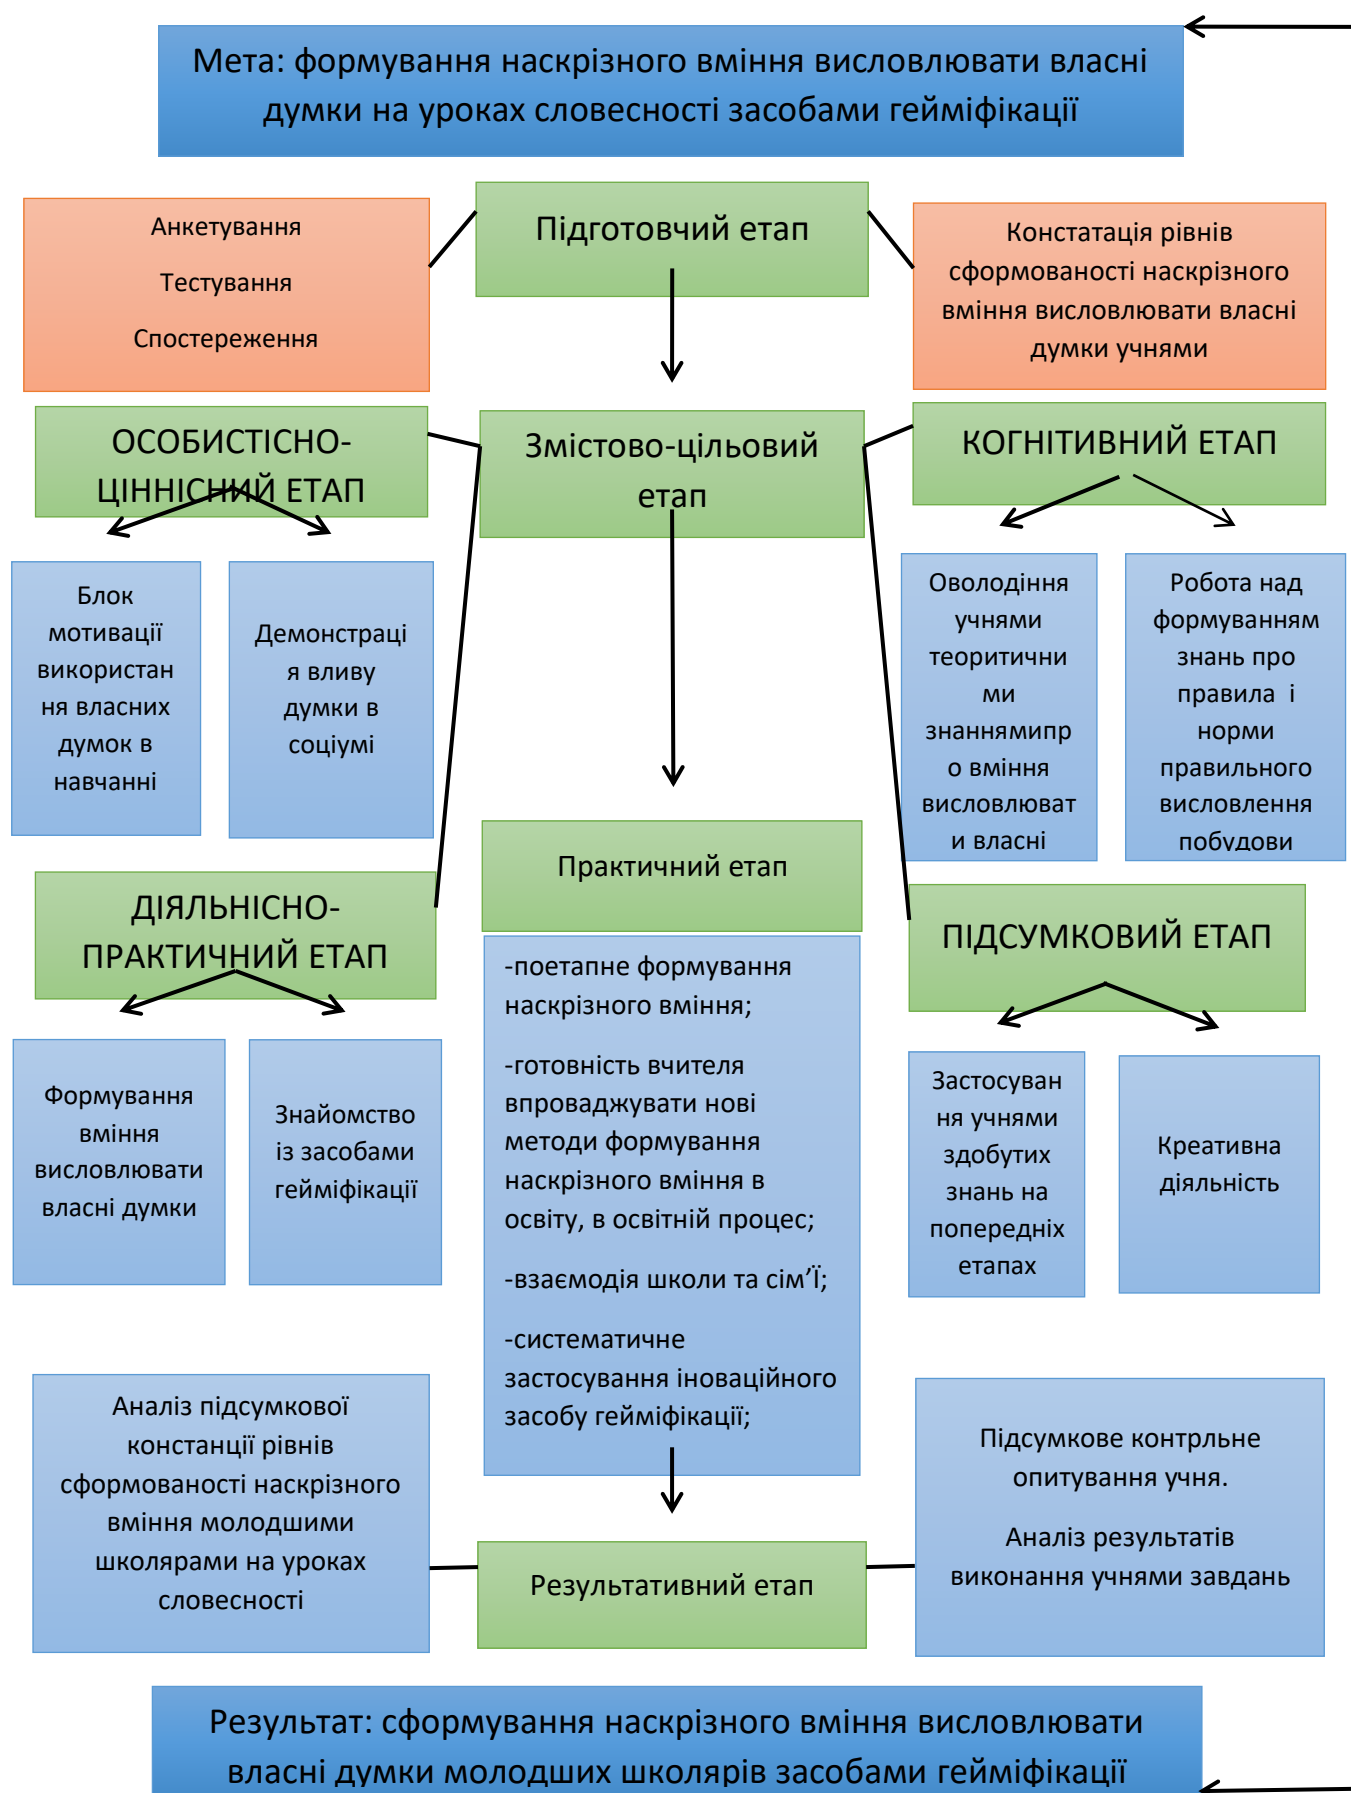 Мета: формування наскрізного вміння висловлювати власні
думки на уроках словесності засобами гейміфікації
Анкетування
Тестування
Спостереження
Підготовчий етап
Констатація рівнів
сформованості наскрізного
вміння висловлювати власні
думки учнями
ОСОБИСТІСНО-
ЦІННІСНИЙ ЕТАП
Змістово-цільовий
етап
КОГНІТИВНИЙ ЕТАП
Блок
мотивації
використан
ня власних
думок в
навчанні
Демонстраці
я вливу
думки в
соціумі
Оволодіння
учнями
теоритични
ми
знаннямипр
о вміння
висловлюват
и власні
Робота над
формуванням
знань про
правила  і
норми
правильного
висловлення
побудови
Практичний етап
ДІЯЛЬНІСНО-
ПРАКТИЧНИЙ ЕТАП
-поетапне формування
наскрізного вміння;
-готовність вчителя
впроваджувати нові
методи формування
наскрізного вміння в
освіту, в освітній процес;
-взаємодія школи та сім’Ї;
-систематичне
застосування іноваційного
засобу гейміфікації;
ПІДСУМКОВИЙ ЕТАП
Формування
вміння
висловлювати
власні думки
Знайомство
із засобами
гейміфікації
Застосуван
ня учнями
здобутих
знань на
попередніх
етапах
Креативна
діяльність
Аналіз підсумкової
констанції рівнів
сформованості наскрізного
вміння молодшими
школярами на уроках
словесності
Результативний етап
Підсумкове контрльне
опитування учня.
Аналіз результатів
виконання учнями завдань
Результат: сформування наскрізного вміння висловлювати
власні думки молодших школярів засобами гейміфікації